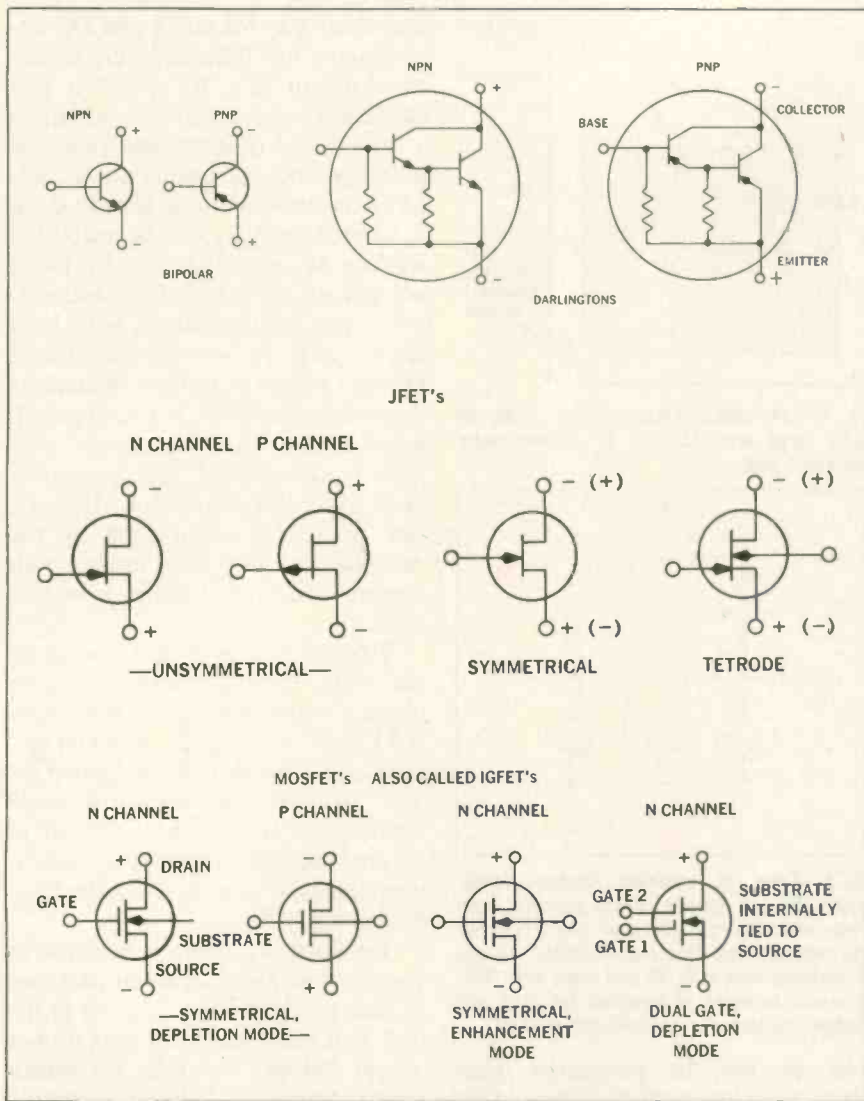 NPN PNP
NPN PNP
+ - + -
BASE COLLECTOR
- + - +
EMITTER
BIPOLAR DARLINGTONS
JFET's
N CHANNEL P CHANNEL
- + - (+) - (+)
+ - + (-) + (-)
—UNSYMMETRICAL— SYMMETRICAL TETRODE
MOSFET's ALSO CALLED IGFET's
N CHANNEL P CHANNEL N CHANNEL N CHANNEL
+ DRAIN - + +
GATE
SUBSTRATE
SOURCE
- + - -
—SYMMETRICAL,
DEPLETION MODE—
SYMMETRICAL,
ENHANCEMENT
MODE
GATE 2
GATE 1
SUBSTRATE
INTERNALLY
TIED TO
SOURCE
DUAL GATE,
DEPLETION
MODE